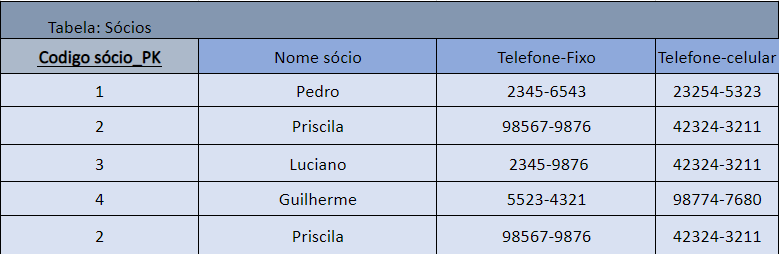 Tabela: Sócios
Codigo sócio_PK Nome sócio Telefone-Fixo Telefone-celular
1 Pedro 2345-6543 23254-5323
2 Priscila 98567-9876 42324-3211
3 Luciano 2345-9876 42324-3211
4 Guilherme 5523-4321 98774-7680
2 Priscila 98567-9876 42324-3211